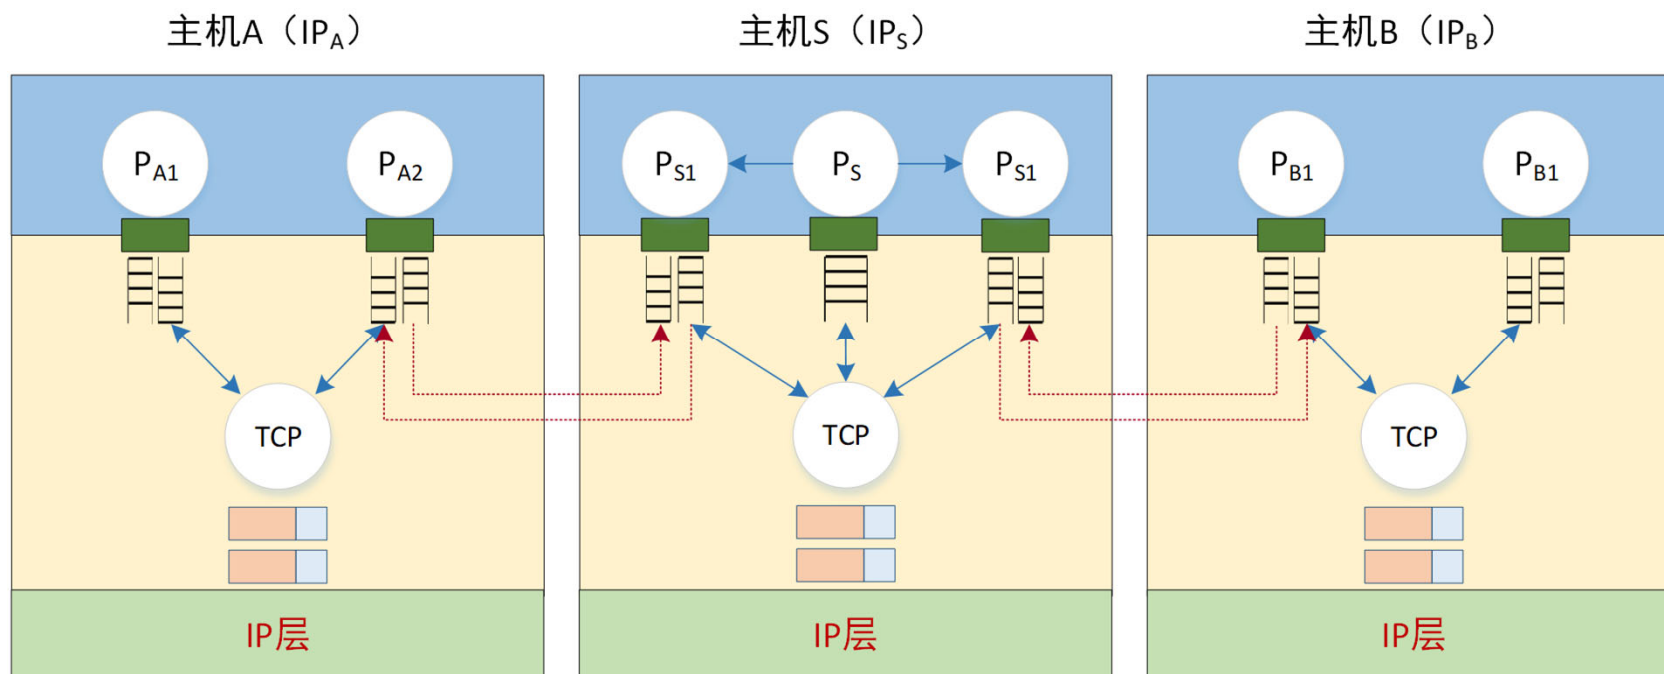 主机A（IPA） 主机S（IPS） 主机B（IPB）
PA1 PA2 PS1 PS PS1 PB1 PB1
TCP TCP TCP
IP层 IP层 IP层